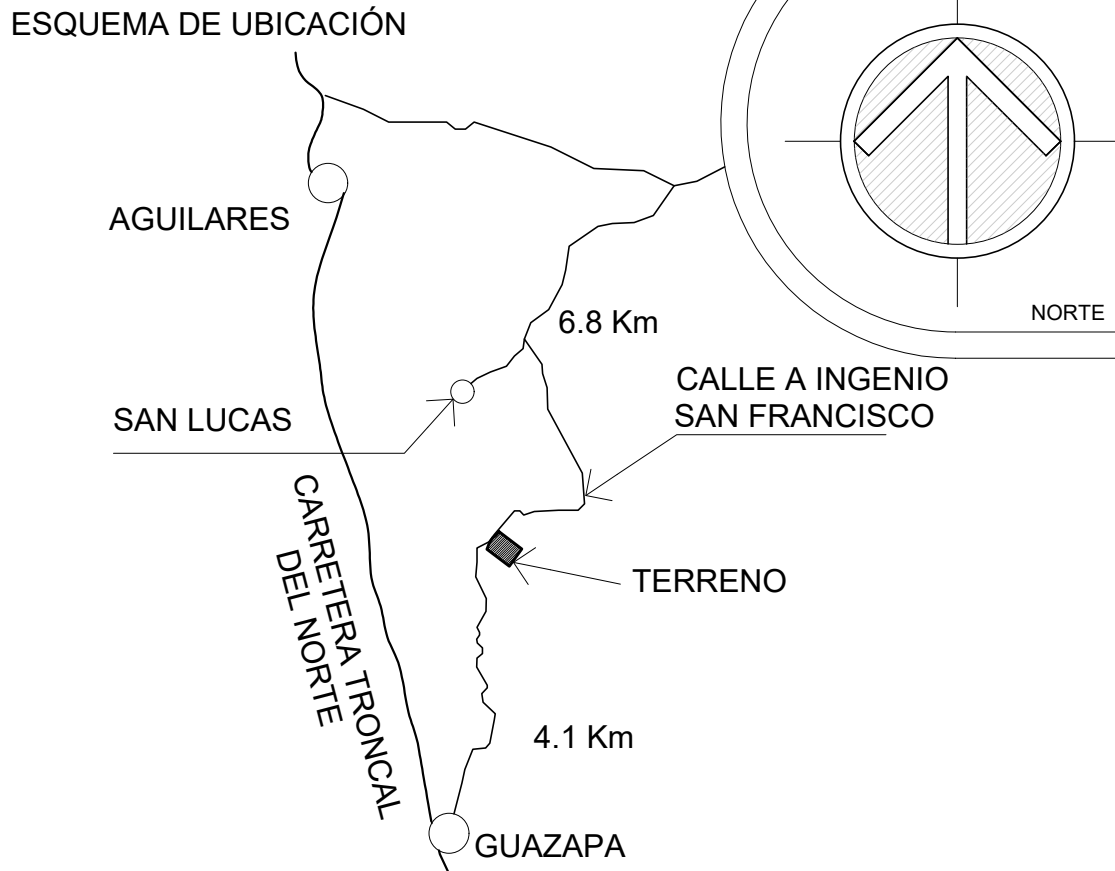 ESQUEMA DE UBICACIÓN
AGUILARES
NORTE
6.8 Km
CALLE A INGENIO
SAN FRANCISCO
SAN LUCAS
CARRETERA TRONCAL
DEL NORTE
TERRENO
4.1 Km
GUAZAPA